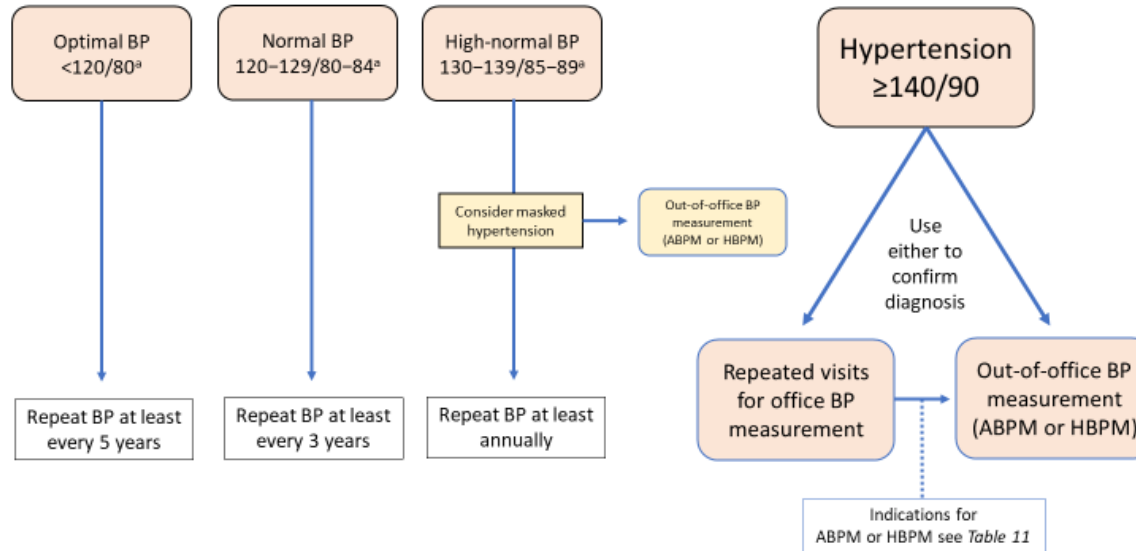 Optimal BP
<120/80ᵃ
Normal BP
120–129/80–84ᵃ
High-normal BP
130–139/85–89ᵃ
Hypertension
≥140/90
Consider masked
hypertension
Out-of-office BP
measurement
(ABPM or HBPM)
Use
either to
confirm
diagnosis
Repeat BP at least
every 5 years
Repeat BP at least
every 3 years
Repeat BP at least
annually
Repeated visits
for office BP
measurement
Out-of-office BP
measurement
(ABPM or HBPM)
Indications for
ABPM or HBPM see Table 11